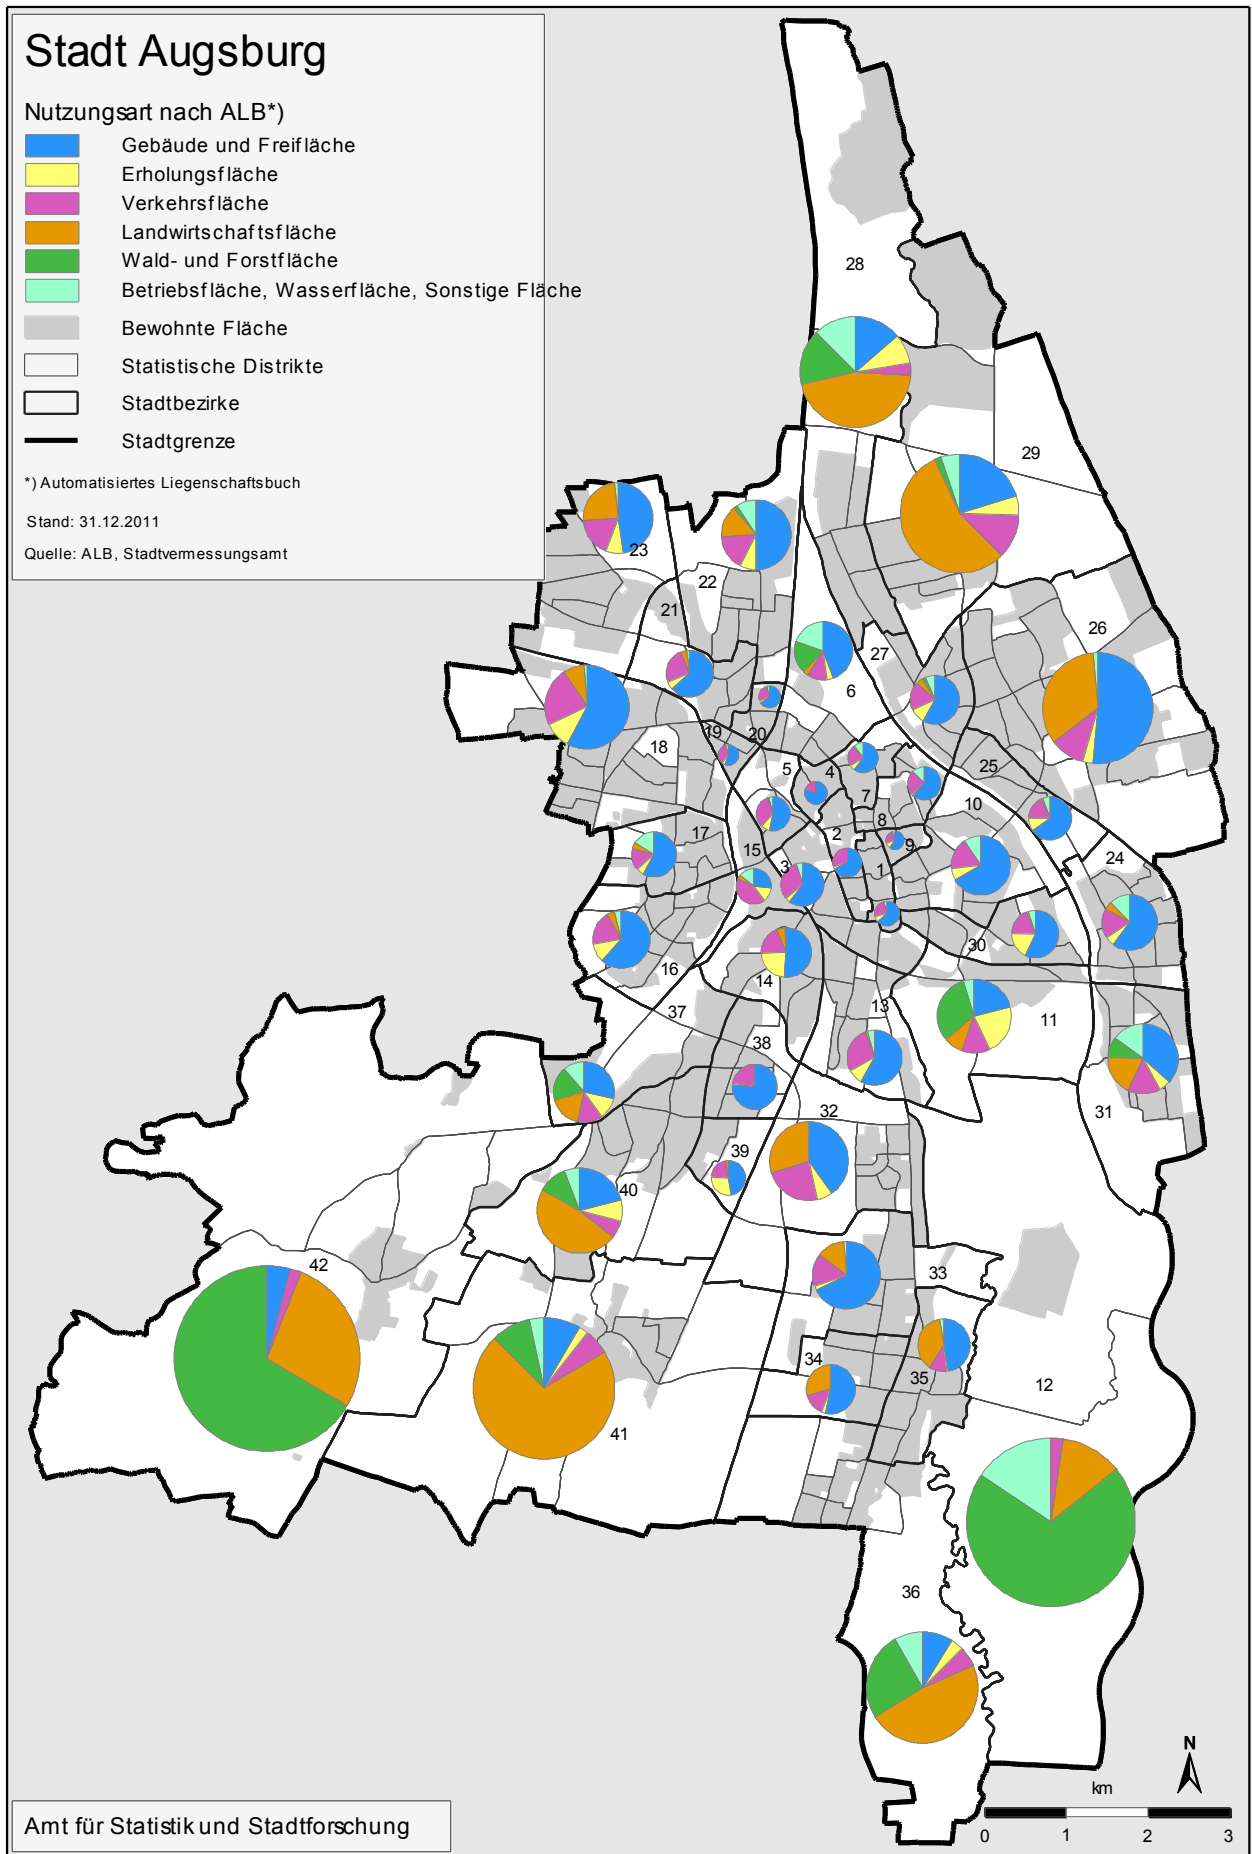 Stadt Augsburg
Nutzungsart nach ALB*)
Gebäude und Freifläche
Erholungsfläche
Verkehrsfläche
Landwirtschaftsfläche
Wald- und Forstfläche
Betriebsfläche, Wasserfläche, Sonstige Fläche
Bewohnte Fläche
Statistische Distrikte
Stadtbezirke
Stadtgrenze
*) Automatisiertes Liegenschaftsbuch
Stand: 31.12.2011
Quelle: ALB, Stadtvermessungsamt
28
29
23
22
21
26
27
6
19
20
18
5
4
25
7
10
8
17
2
9
15
24
3
1
30
16
14
13
11
37
38
31
32
39
40
42
33
34
35
12
41
36
N
km
0 1 2 3
Amt für Statistik und Stadtforschung